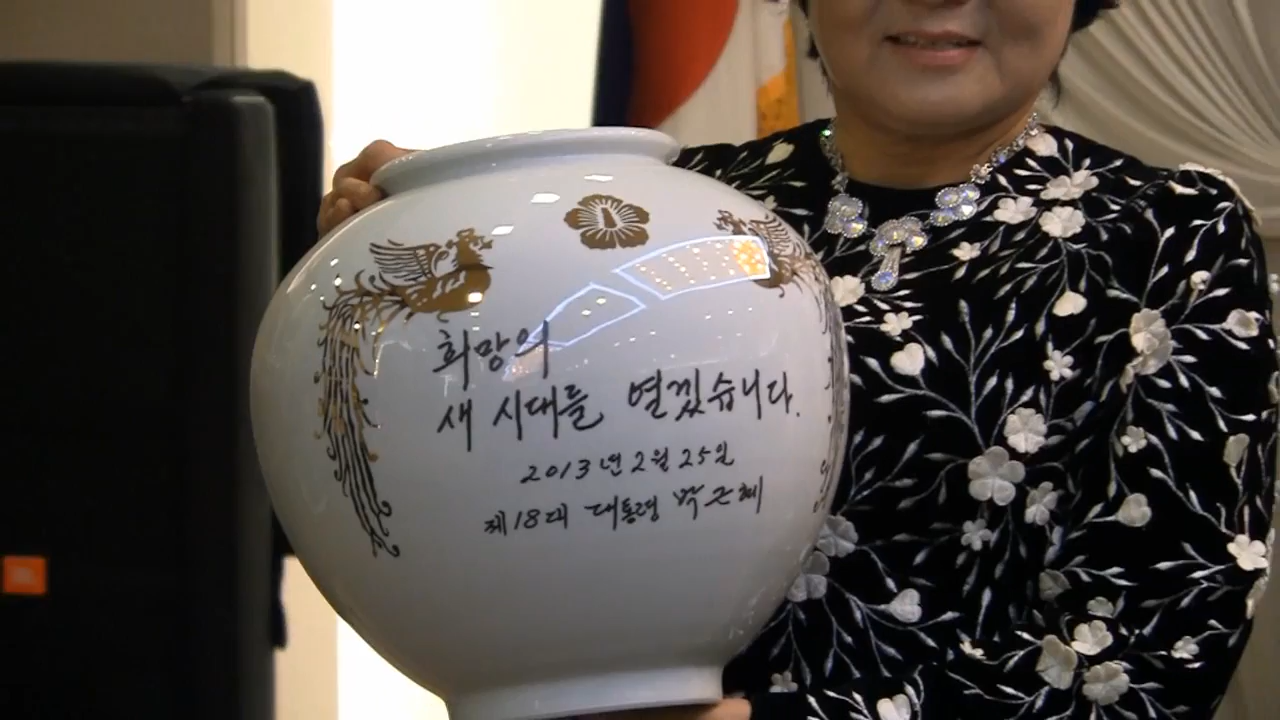 희망의
새 시대를 열겠습니다.
2013년 2월 25일
제18대 대통령 박근혜